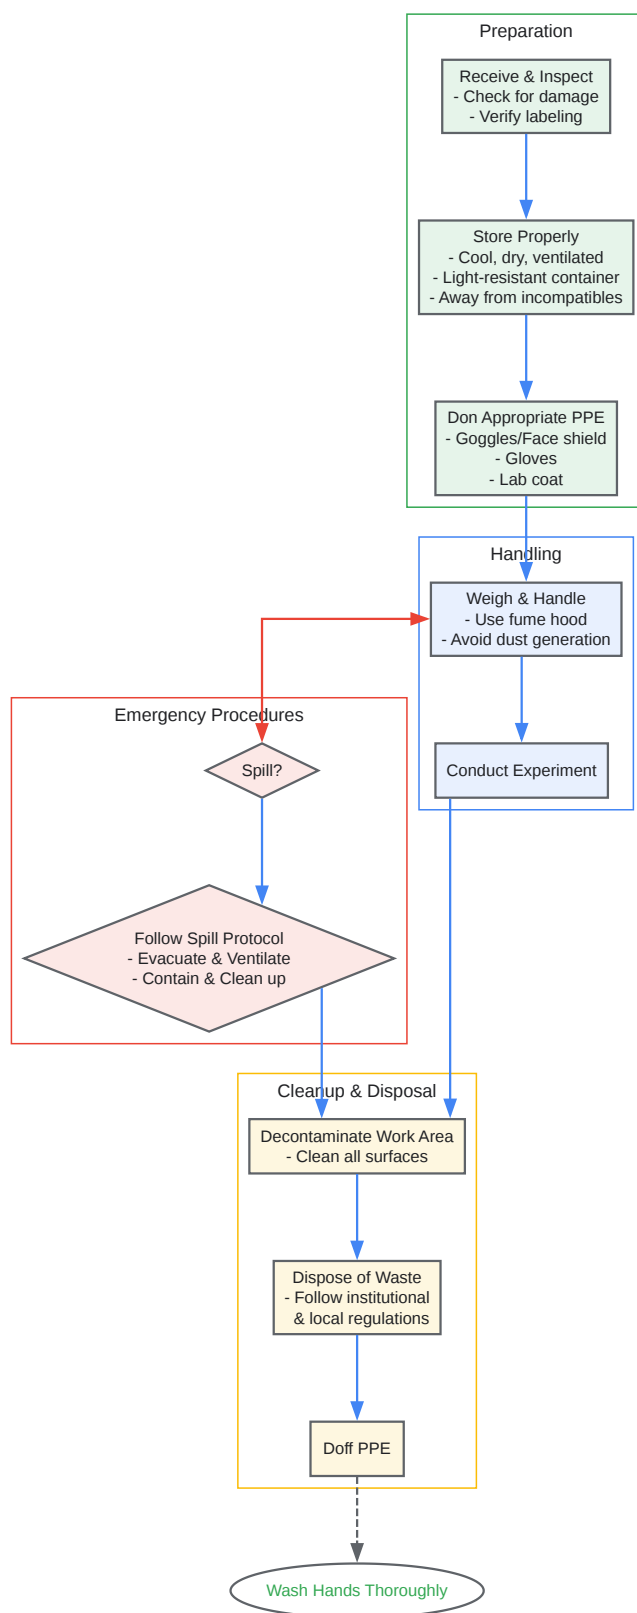 Preparation
Receive & Inspect
- Check for damage
- Verify labeling
Store Properly
- Cool, dry, ventilated
- Light-resistant container
- Away from incompatibles
Don Appropriate PPE
- Goggles/Face shield
- Gloves
- Lab coat
Handling
Weigh & Handle
- Use fume hood
- Avoid dust generation
Conduct Experiment
Emergency Procedures
Spill?
Follow Spill Protocol
- Evacuate & Ventilate
- Contain & Clean up
Cleanup & Disposal
Decontaminate Work Area
- Clean all surfaces
Dispose of Waste
- Follow institutional
& local regulations
Doff PPE
Wash Hands Thoroughly